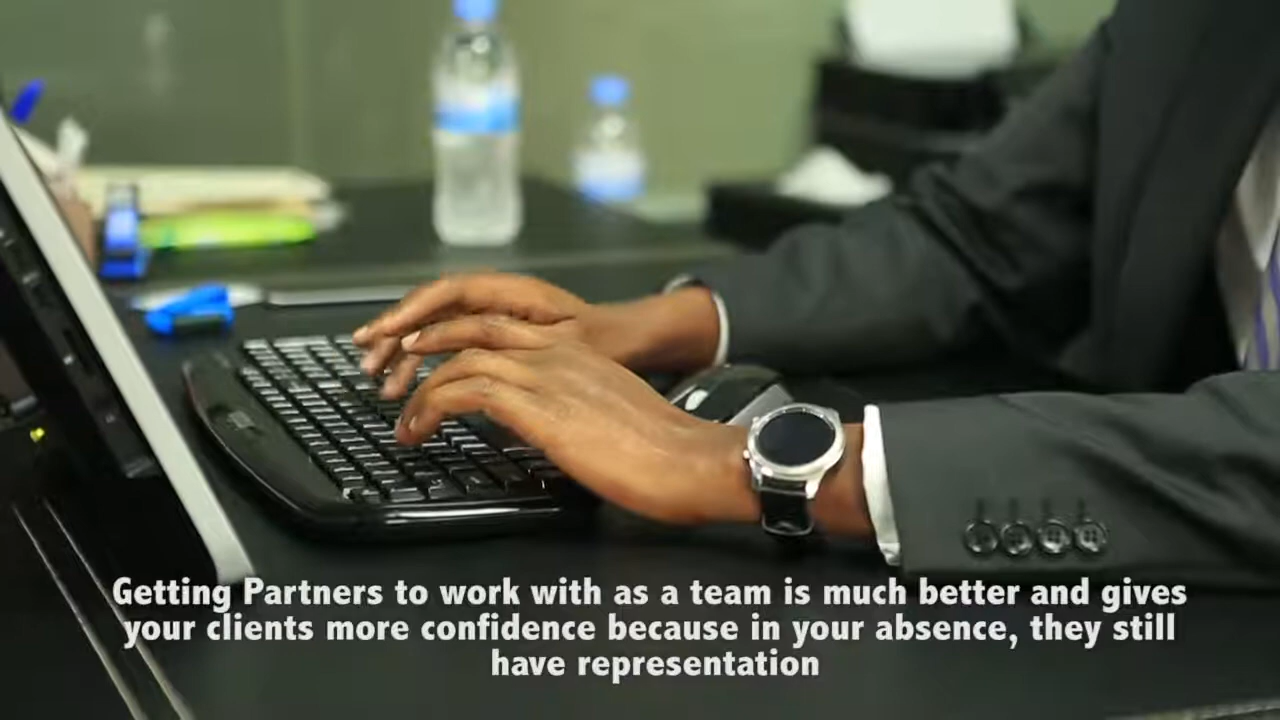 Getting Partners to work with as a team is much better and gives
your clients more confidence because in your absence, they still
have representation